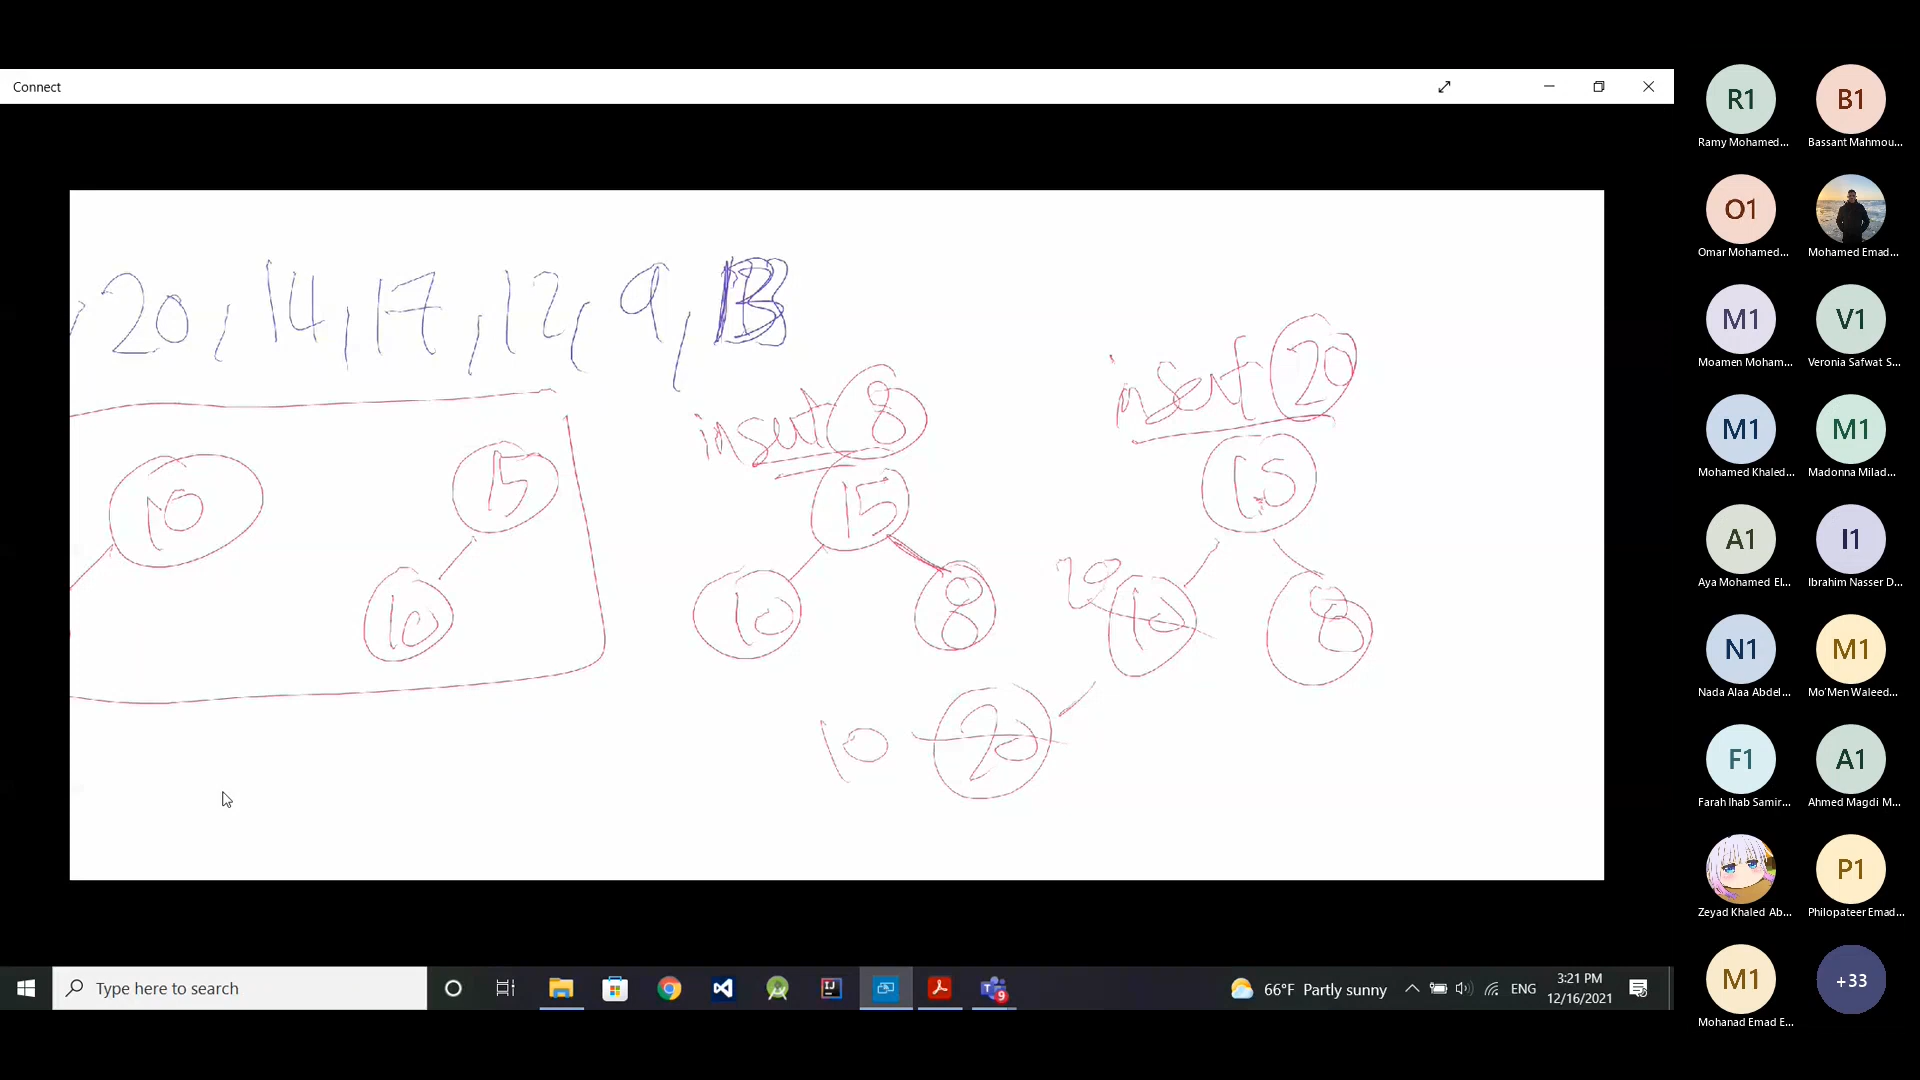 Connect
, 20, 14, 17, 12, 9, 13
insert 8
insert 20
10
15
10
15
10
8
15
20
10
8
10
20
R1
Ramy Mohamed...
B1
Bassant Mahmou...
O1
Omar Mohamed...
Mohamed Emad...
M1
Moamen Moham...
V1
Veronia Safwat S...
M1
Mohamed Khaled...
M1
Madonna Milad...
A1
Aya Mohamed El...
I1
Ibrahim Nasser D...
N1
Nada Alaa Abdel...
M1
Mo'Men Waleed...
F1
Farah Ihab Samir...
A1
Ahmed Magdi M...
Zeyad Khaled Ab...
P1
Philopateer Emad...
M1
Mohanad Emad E...
+33
Type here to search
9
66°F Partly sunny
ENG
3:21 PM
12/16/2021